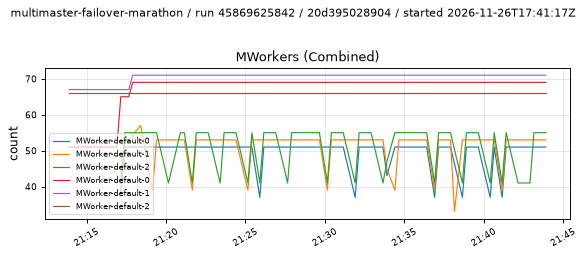 multimaster-failover-marathon / run 45869625842 / 20d395028904 / started 2026-11-26T17:41:17Z
MWorkers (Combined)
count
70
60
50
40
MWorker-default-0
MWorker-default-1
MWorker-default-2
MWorker-default-0
MWorker-default-1
MWorker-default-2
21:15
21:20
21:25
21:30
21:35
21:40
21:45